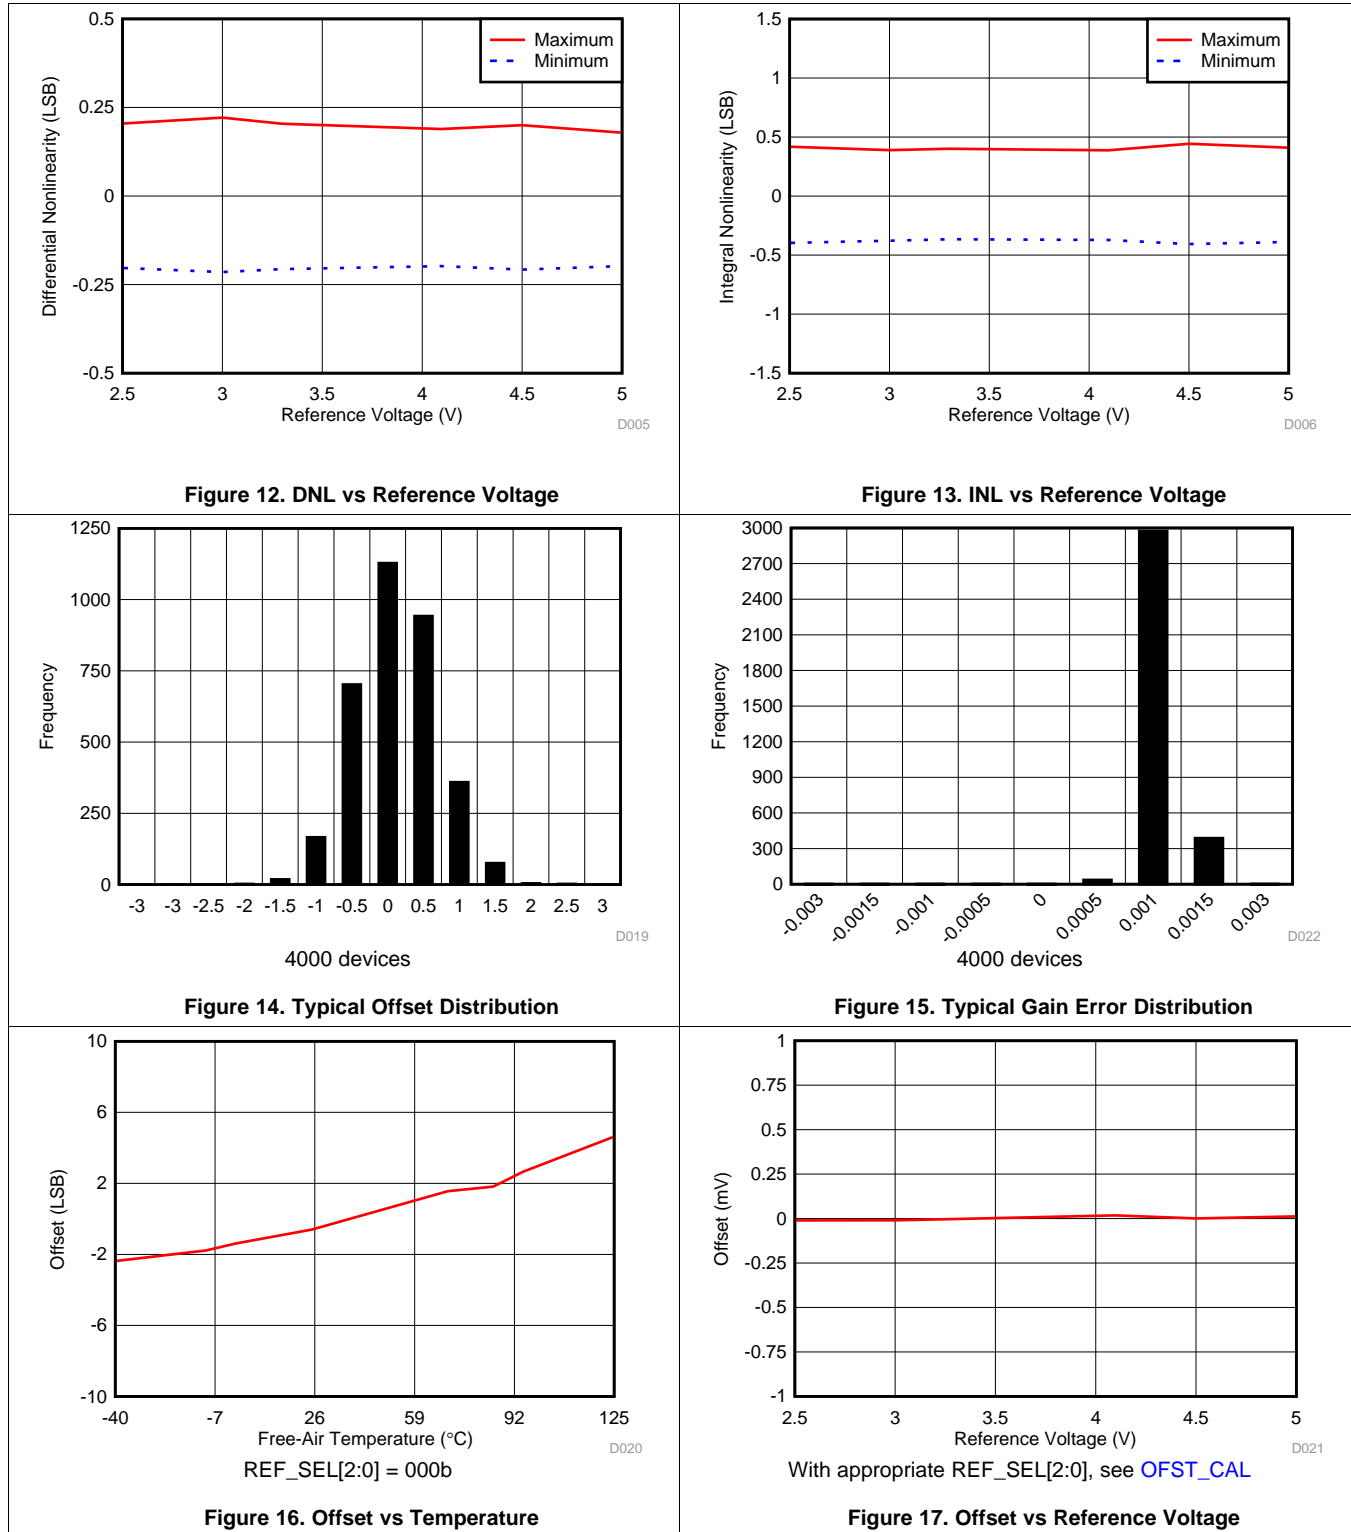 0.5
0.25
0
-0.25
-0.5
Differential Nonlinearity (LSB)
Maximum
Minimum
2.5 3 3.5 4 4.5 5
Reference Voltage (V)
D005
Figure 12. DNL vs Reference Voltage
1.5
1
0.5
0
-0.5
-1
-1.5
Integral Nonlinearity (LSB)
Maximum
Minimum
2.5 3 3.5 4 4.5 5
Reference Voltage (V)
D006
Figure 13. INL vs Reference Voltage
1250
1000
750
500
250
0
Frequency
-3 -3 -2.5 -2 -1.5 -1 -0.5 0 0.5 1 1.5 2 2.5 3
D019
4000 devices
Figure 14. Typical Offset Distribution
3000
2700
2400
2100
1800
1500
1200
900
600
300
0
Frequency
-0.003 -0.0015 -0.001 -0.0005 0 0.0005 0.001 0.0015 0.003
D022
4000 devices
Figure 15. Typical Gain Error Distribution
10
6
2
-2
-6
-10
Offset (LSB)
-40 -7 26 59 92 125
Free-Air Temperature (°C)
D020
REF_SEL[2:0] = 000b
Figure 16. Offset vs Temperature
1
0.75
0.5
0.25
0
-0.25
-0.5
-0.75
-1
Offset (mV)
2.5 3 3.5 4 4.5 5
Reference Voltage (V)
D021
With appropriate REF_SEL[2:0], see OFST_CAL
Figure 17. Offset vs Reference Voltage